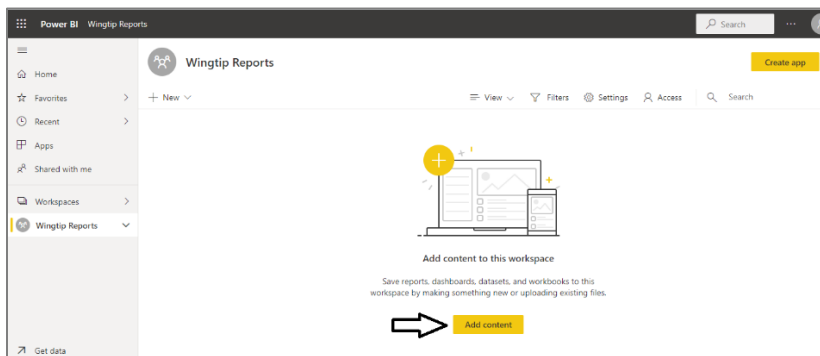 Power BI Wingtip Reports
Search
Home
Favorites
Recent
Apps
Shared with me
Workspaces
Wingtip Reports
Get data
Wingtip Reports
Create app
New
View
Filters
Settings
Access
Search
Add content to this workspace
Save reports, dashboards, datasets, and workbooks to this
workspace by making something new or uploading existing files.
Add content